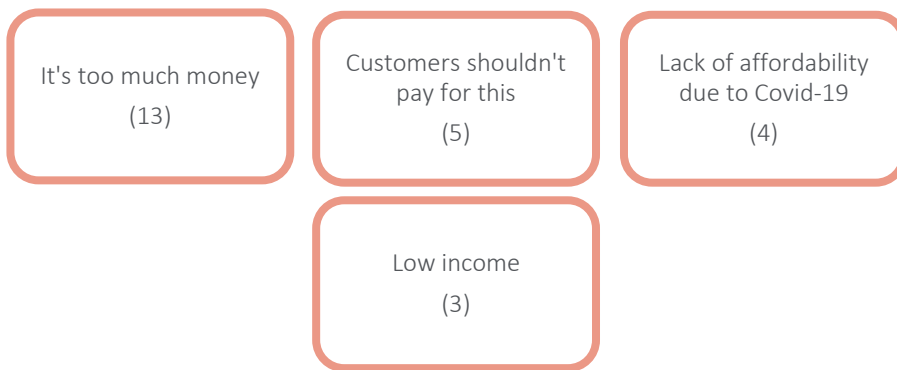 It's too much money
(13)
Customers shouldn't
pay for this
(5)
Lack of affordability
due to Covid-19
(4)
Low income
(3)